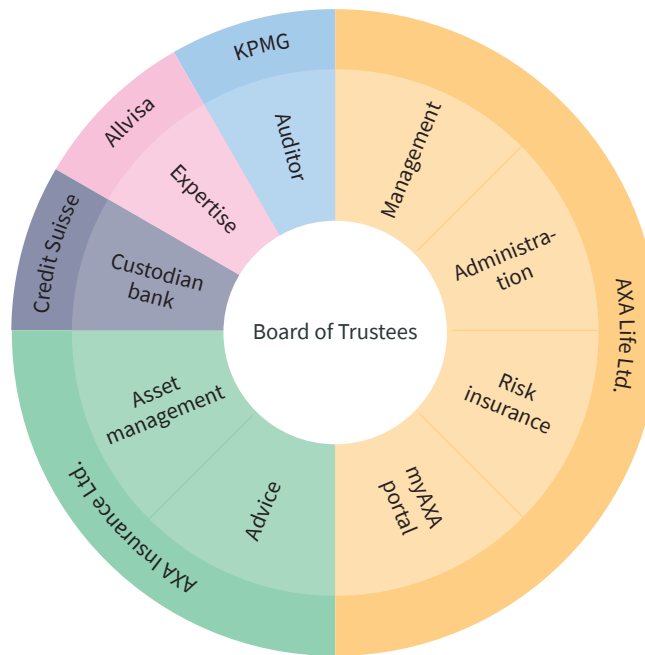 KPMG
Auditor
Management
Administra-
tion
AXA Life Ltd.
Risk
insurance
myAXA
portal
Advice
Asset
management
AXA Insurance Ltd.
Custodian
bank
Credit Suisse
Expertise
Allvisa
Board of Trustees